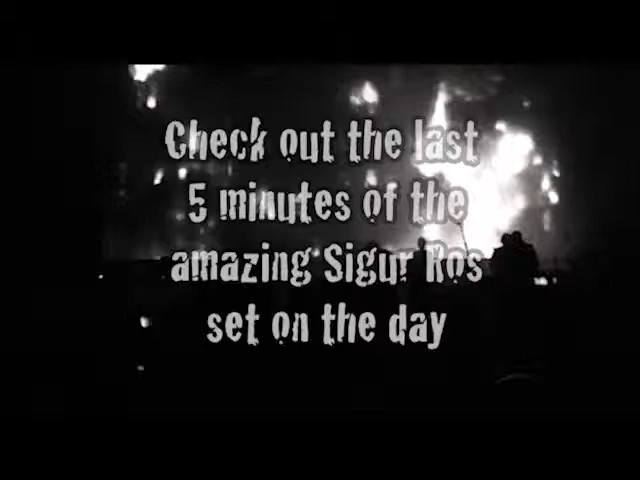 Check out the last
5 minutes of the
amazing Sigur Ros
set on the day